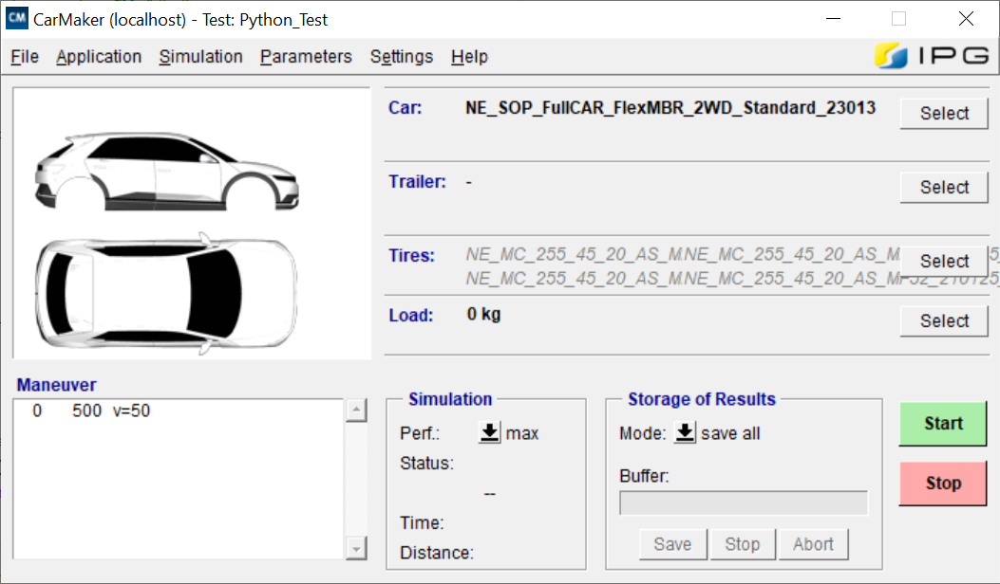 CM CarMaker (localhost) - Test: Python_Test
File Application Simulation Parameters Settings Help
IPG
Car: NE_SOP_FullCAR_FlexMBR_2WD_Standard_23013 Select
Trailer: - Select
Tires: NE_MC_255_45_20_AS_M NE_MC_255_45_20_AS_M Select
NE_MC_255_45_20_AS_M NE_MC_255_45_20_AS_M
Load: 0 kg Select
Maneuver
0 500 v=50
Simulation
Perf.: max
Status:
--
Time:
Distance:
Storage of Results
Mode: save all
Buffer:
Save Stop Abort
Start
Stop